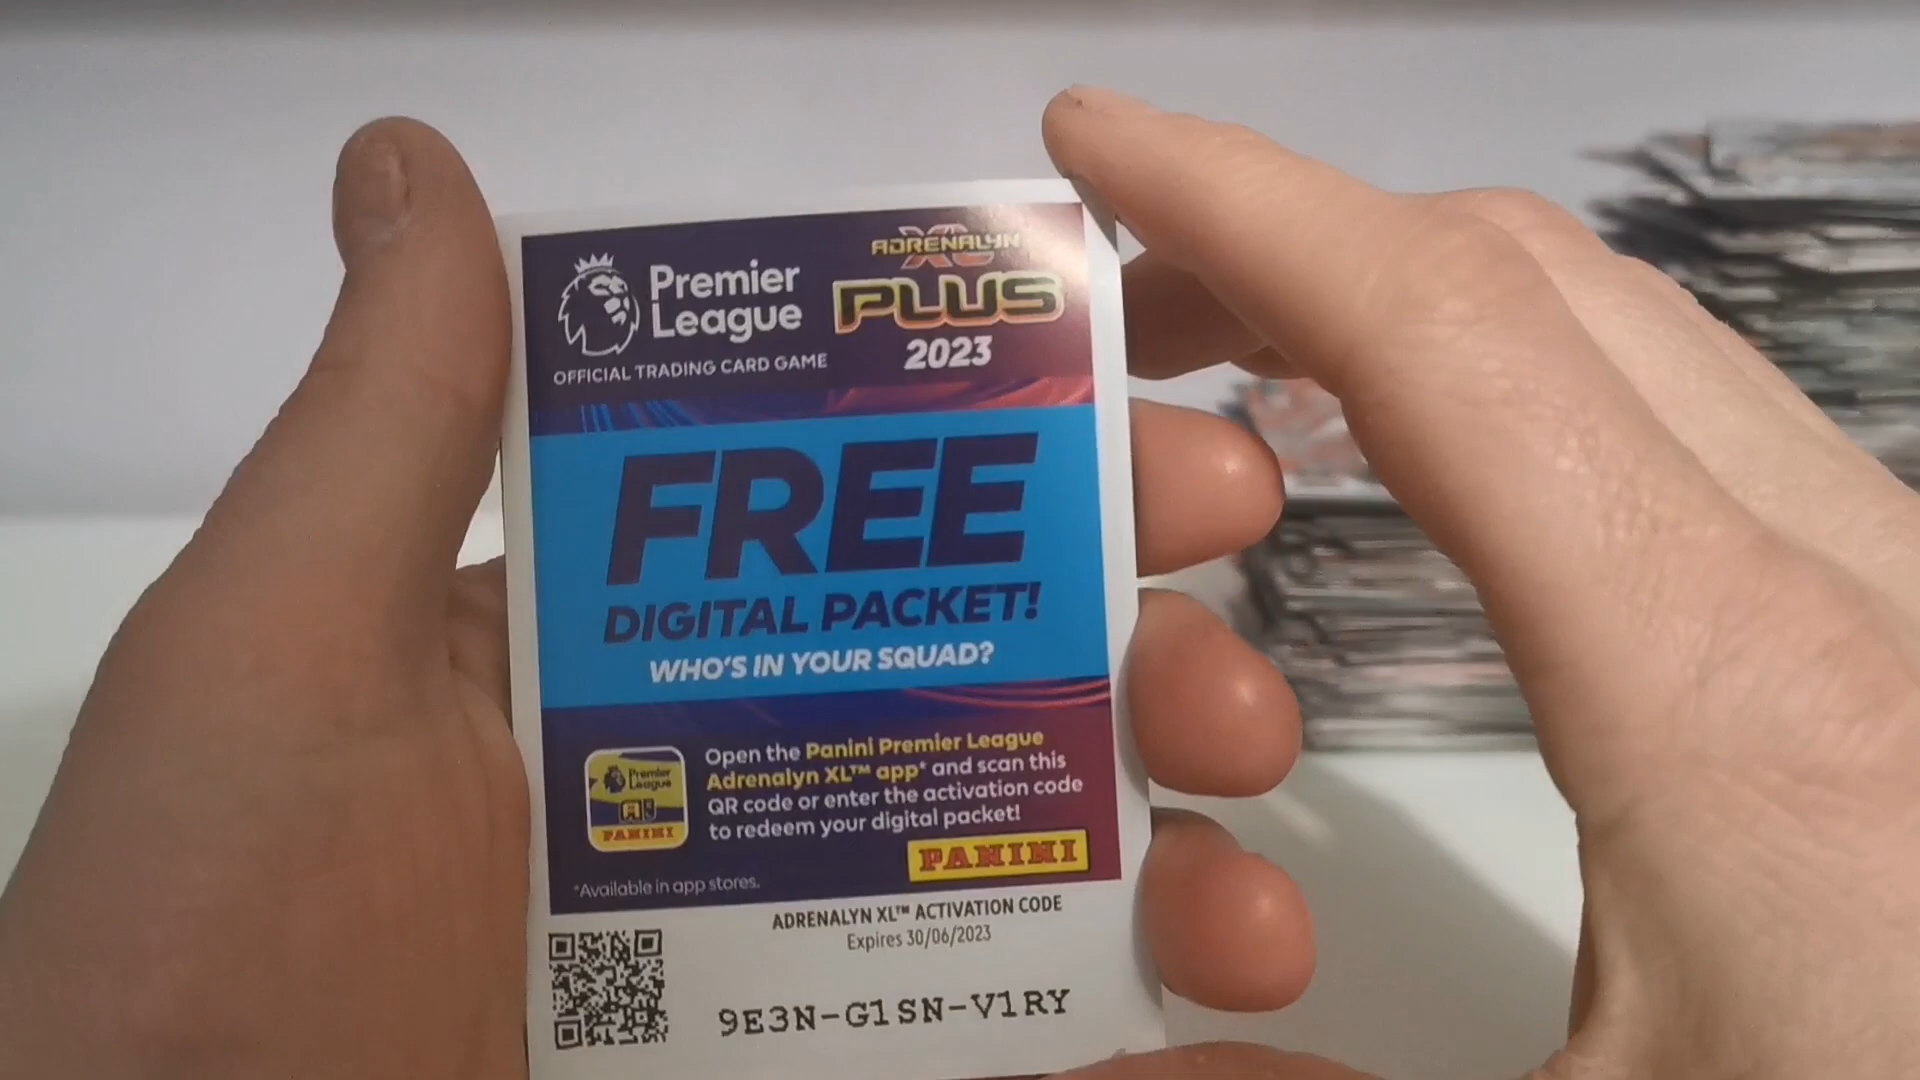 Premier
League
OFFICIAL TRADING CARD GAME
ADRENALYN
XL
PLUS
2023
FREE
DIGITAL PACKET!
WHO'S IN YOUR SQUAD?
Premier
League
PANINI
Open the Panini Premier League
Adrenalyn XL™ app* and scan this
QR code or enter the activation code
to redeem your digital packet!
PANINI
*Available in app stores.
ADRENALYN XL™ ACTIVATION CODE
Expires 30/06/2023
9E3N-G1SN-V1RY